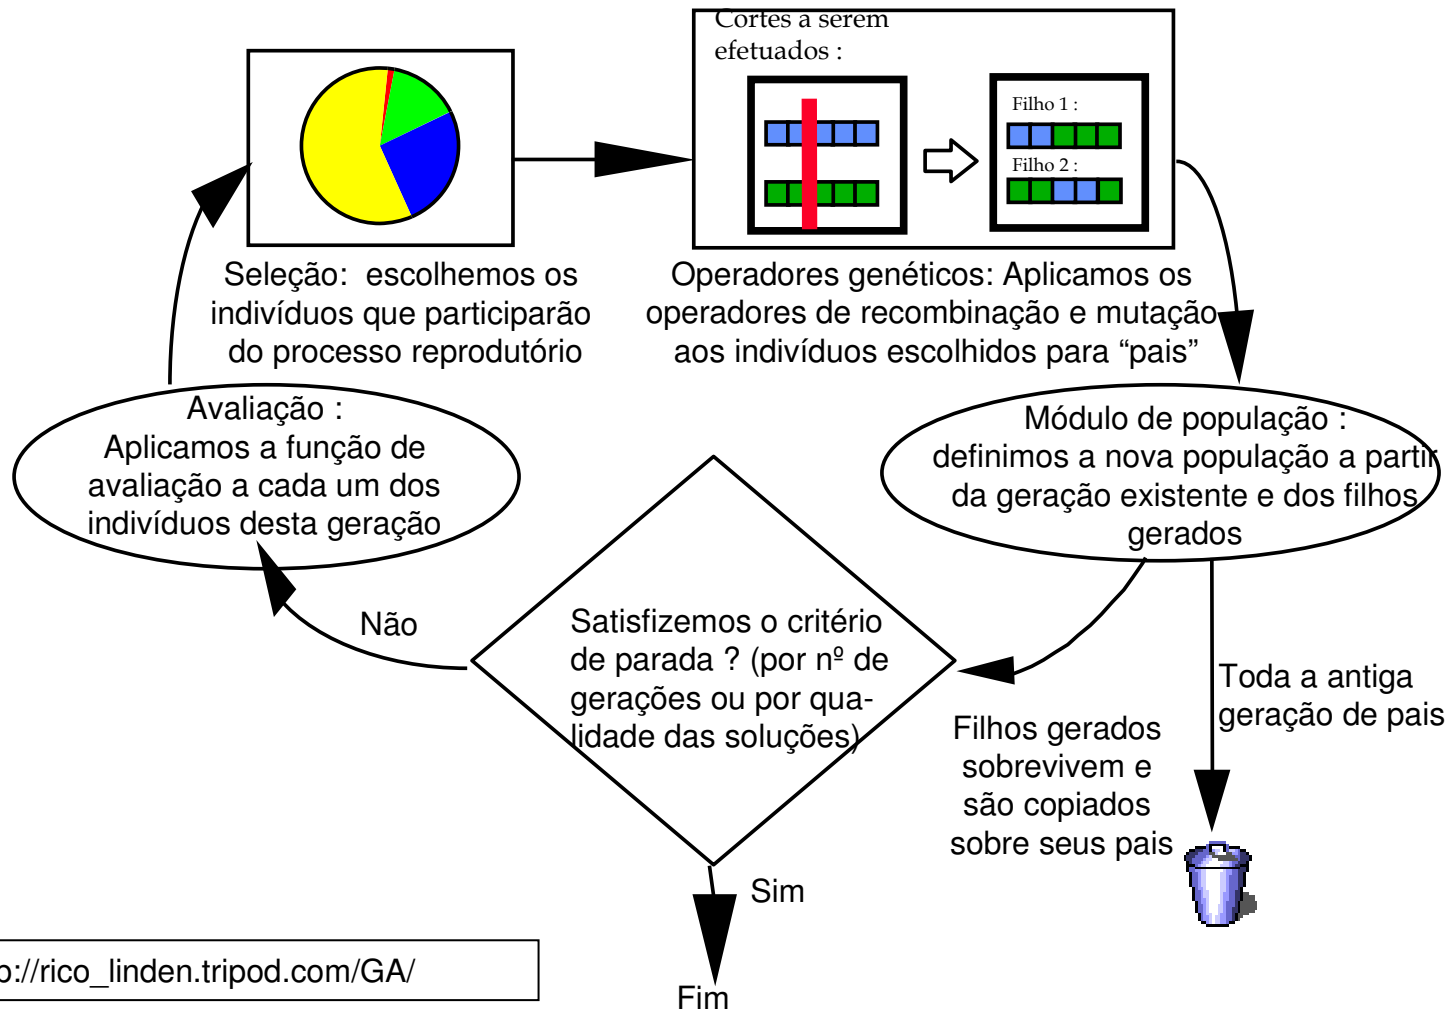 Cortes a serem
efetuados :
Filho 1 :
Filho 2 :
Seleção: escolhemos os
indivíduos que participarão
do processo reprodutório
Operadores genéticos: Aplicamos os
operadores de recombinação e mutação
aos indivíduos escolhidos para “pais”
Avaliação :
Aplicamos a função de
avaliação a cada um dos
indivíduos desta geração
Módulo de população :
definimos a nova população a partir
da geração existente e dos filhos
gerados
Não
Satisfizemos o critério
de parada ? (por nº de
gerações ou por qua-
lidade das soluções)
Filhos gerados
sobrevivem e
são copiados
sobre seus pais
Toda a antiga
geração de pais
Sim
Fim
p://rico_linden.tripod.com/GA/